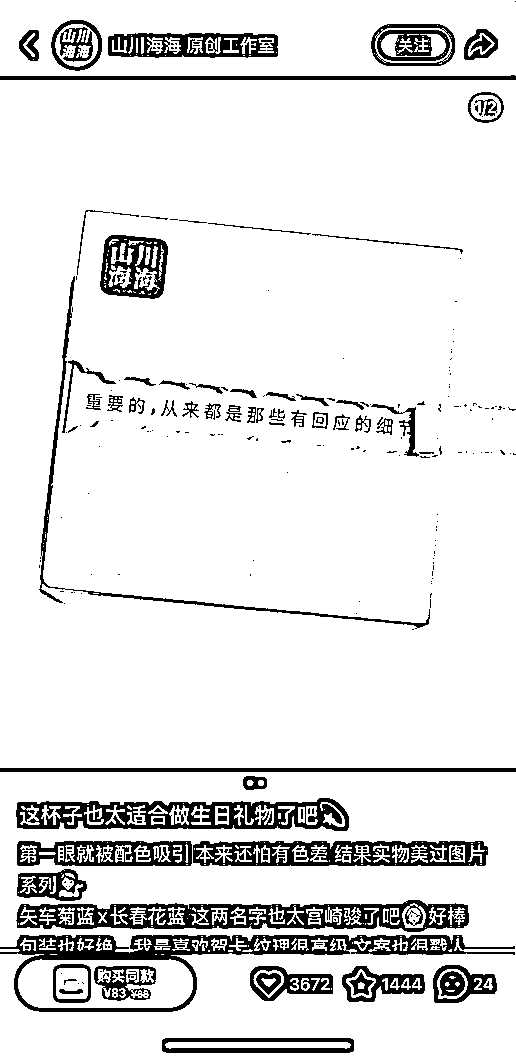 山川
海海
山川海海 原创工作室
关注
1/2
山川
海海
重要的,从来都是那些有回应的细节
这杯子也太适合做生日礼物了吧
第一眼就被配色吸引 本来还怕有色差 结果实物美过图片
系列
矢车菊蓝x长春花蓝 这两名字也太宫崎骏了吧 好棒
包装也好绝 我是喜欢贺卡 纹理很高级 文案也很戳人
购买同款
¥83
3672
1444
24